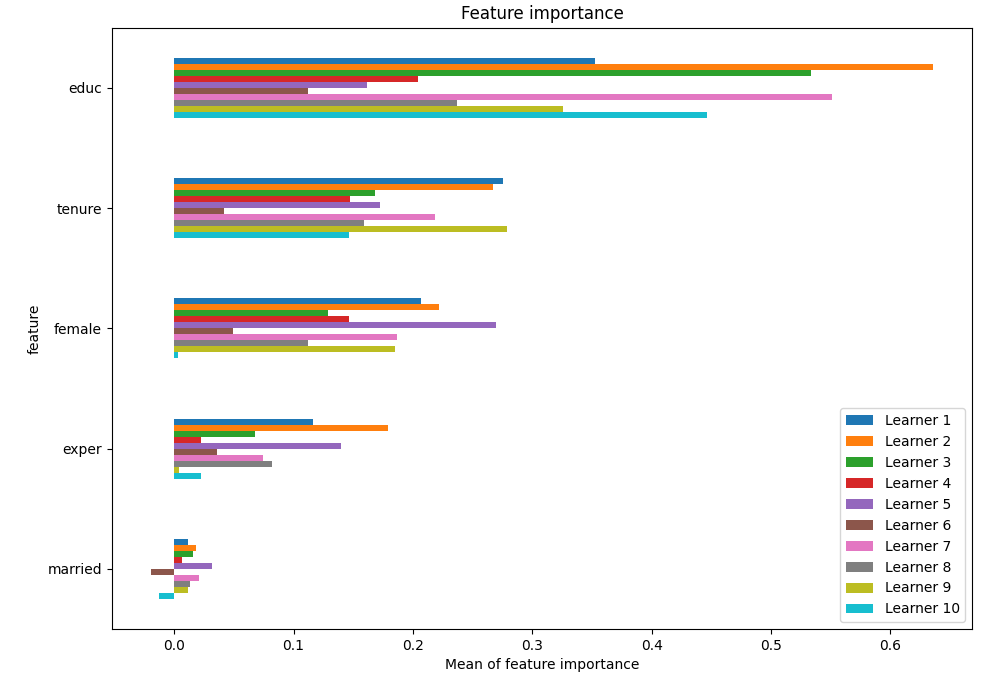 Feature importance
educ
tenure
female
exper
married
feature
0.0 0.1 0.2 0.3 0.4 0.5 0.6
Mean of feature importance
Learner 1
Learner 2
Learner 3
Learner 4
Learner 5
Learner 6
Learner 7
Learner 8
Learner 9
Learner 10